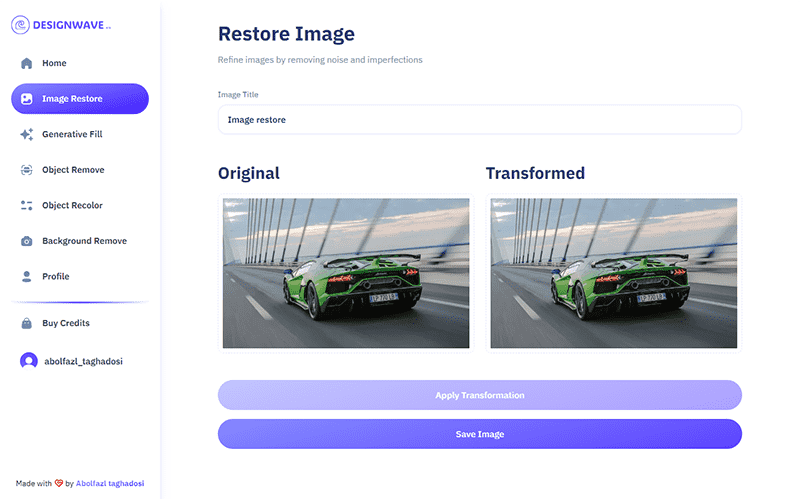 DESIGNWAVE
Home
Image Restore
Generative Fill
Object Remove
Object Recolor
Background Remove
Profile
Buy Credits
abolfazl_taghadosi
Made with by Abolfazl taghadosi
Restore Image
Refine images by removing noise and imperfections
Image Title
Image restore
Original
Transformed
Apply Transformation
Save Image